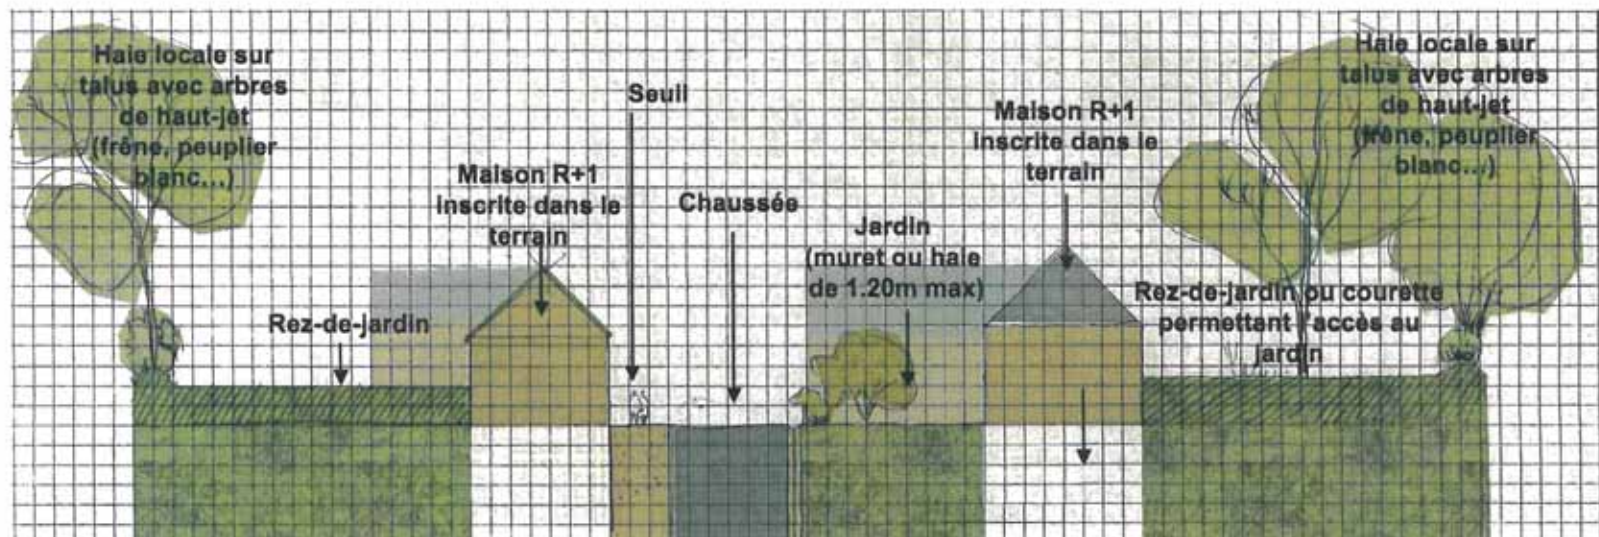 Haie locale sur
talus avec arbres
de haut-jet
(frêne, peuplier
blanc...)
Maison R+1
inscrite dans le
terrain
Rez-de-jardin
Seuil
Chaussée
Jardin
(muret ou haie
de 1.20m max)
Maison R+1
inscrite dans le
terrain
Haie locale sur
talus avec arbres
de haut-jet
(frêne, peuplier
blanc...)
Rez-de-jardin ou courette
permettant l'accès au
jardin